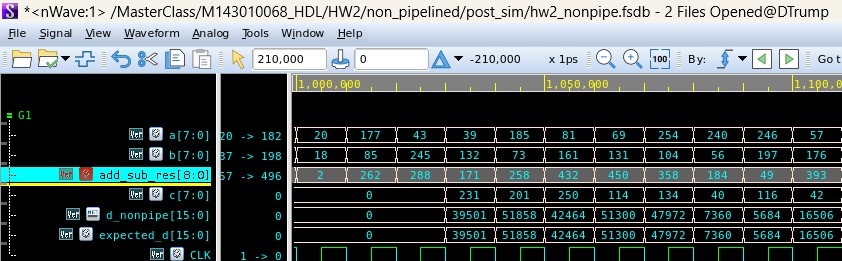 *<nWave:1> /MasterClass/M143010068_HDL/HW2/non_pipelined/post_sim/hw2_nonpipe.fsdb - 2 Files Opened@DTrump
File Signal View Waveform Analog Tools Window Help
210,000 0 -210,000 x 1ps 100 By: Go t
1,000,000 1,050,000 1,100,
G1
a[7:0] 20 -> 182 20 177 43 39 185 81 69 254 240 246 57
b[7:0] 37 -> 198 18 85 245 132 73 161 131 104 56 197 176
add_sub_res[8:0] 57 -> 496 2 262 288 171 258 432 450 358 184 49 393
c[7:0] 0 0 231 201 250 114 134 40 116 42
d_nonpipe[15:0] 0 0 39501 51858 42464 51300 47972 7360 5684 16506
expected_d[15:0] 0 0 39501 51858 42464 51300 47972 7360 5684 16506
CLK 1 -> 0